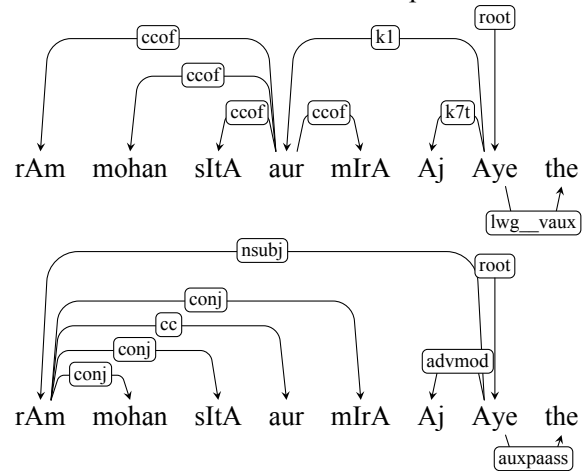 root
ccof k1
ccof
ccof ccof k7t
rAm mohan sItA aur mIrA Aj Aye the
lwg__vaux
nsubj
root
conj
cc
conj advmod
conj
rAm mohan sItA aur mIrA Aj Aye the
auxpaass